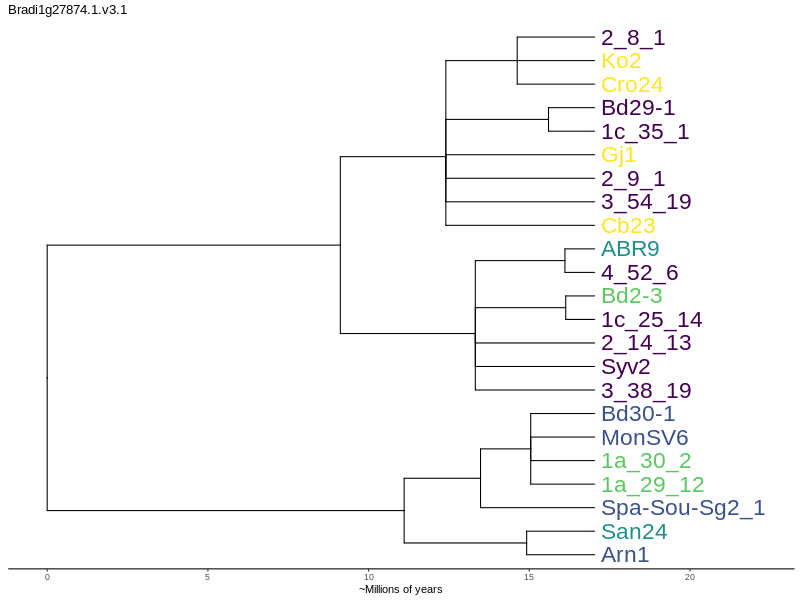 Bradi1g27874.1.v3.1
2_8_1
Ko2
Cro24
Bd29-1
1c_35_1
Gj1
2_9_1
3_54_19
Cb23
ABR9
4_52_6
Bd2-3
1c_25_14
2_14_13
Syv2
3_38_19
Bd30-1
MonSV6
1a_30_2
1a_29_12
Spa-Sou-Sg2_1
San24
Arn1
0 5 10 15 20
~Millions of years